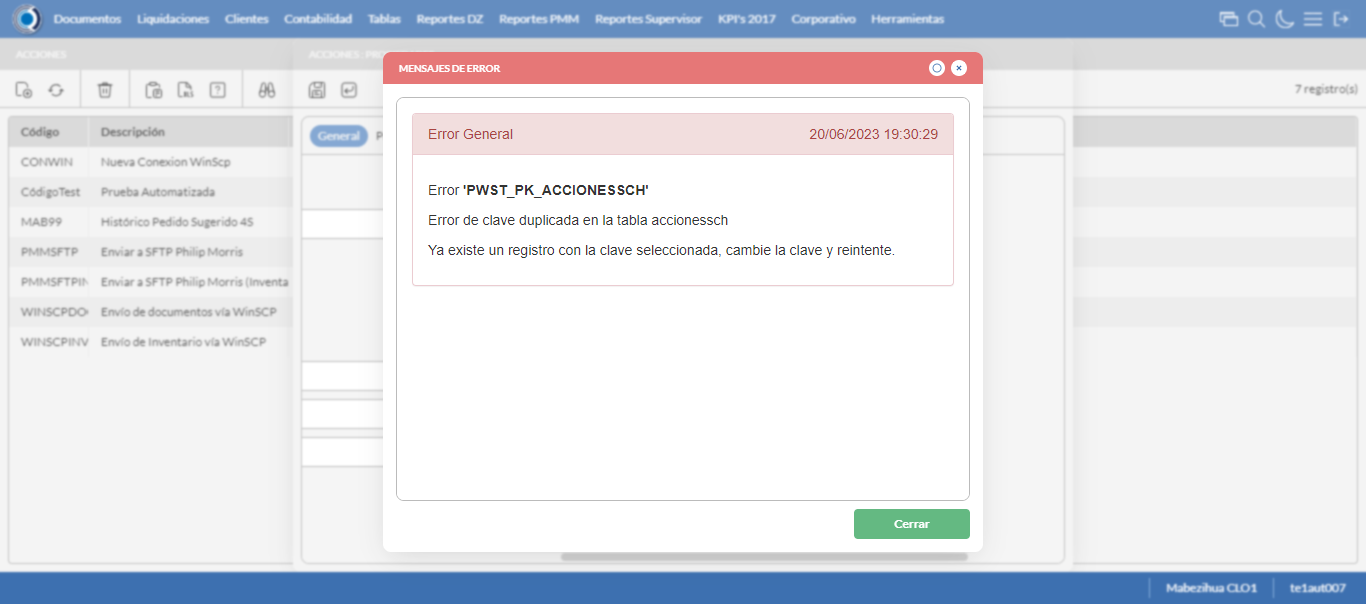 Documentos Liquidaciones Clientes Contabilidad Tablas Reportes DZ Reportes PMM Reportes Supervisor KPI's 2017 Corporativo Herramientas
ACCIONES
MENSAJES DE ERROR
7 registro(s)
Código Descripción
General
CONWIN Nueva Conexion WinScp
CódigoTest Prueba Automatizada
MAB99 Histórico Pedido Sugerido 4S
PMMSFTP Enviar a SFTP Philip Morris
PMMSFTPIN Enviar a SFTP Philip Morris (Inventa
WINSCPDO Envío de documentos vía WinSCP
WINSCPINV Envío de Inventario vía WinSCP
Error General 20/06/2023 19:30:29
Error 'PWST_PK_ACCIONESSCH'
Error de clave duplicada en la tabla accionessch
Ya existe un registro con la clave seleccionada, cambie la clave y reintente.
Cerrar
Mabezihua CLO1 te1aut007